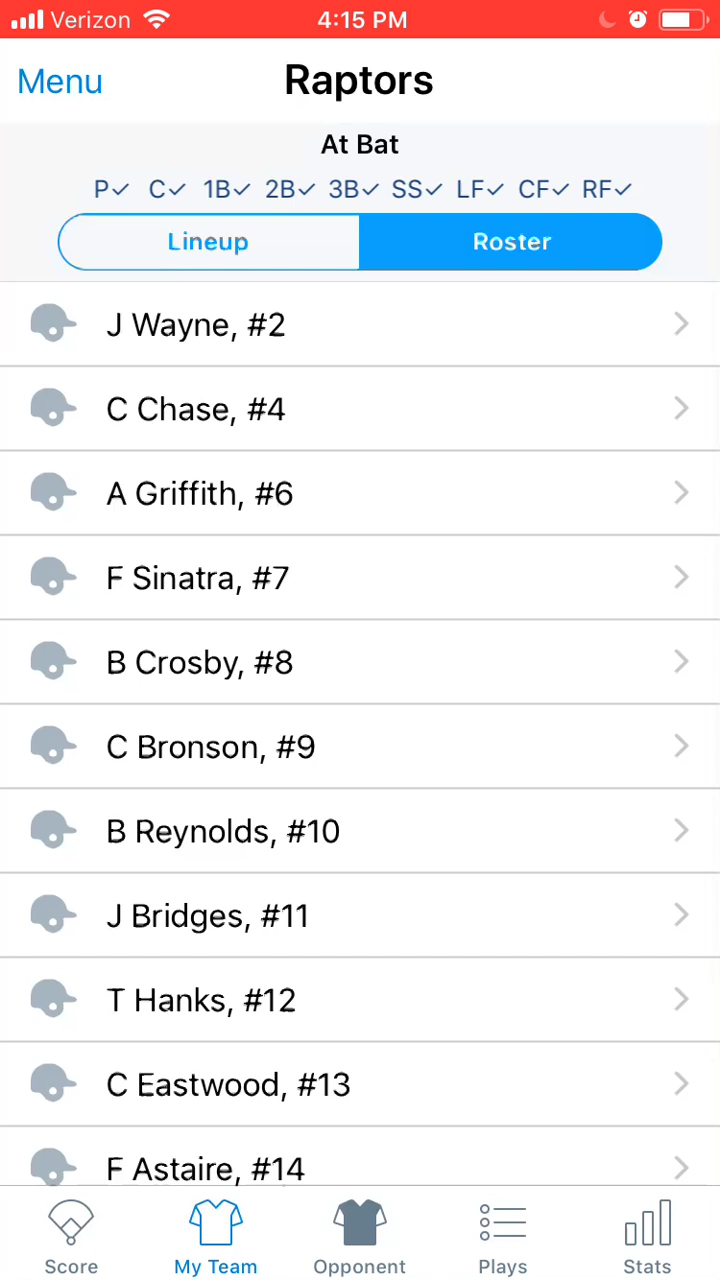 Verizon 4:15 PM
Menu Raptors
At Bat
P✓ C✓ 1B✓ 2B✓ 3B✓ SS✓ LF✓ CF✓ RF✓
Lineup Roster
J Wayne, #2
C Chase, #4
A Griffith, #6
F Sinatra, #7
B Crosby, #8
C Bronson, #9
B Reynolds, #10
J Bridges, #11
T Hanks, #12
C Eastwood, #13
F Astaire, #14
Score My Team Opponent Plays Stats